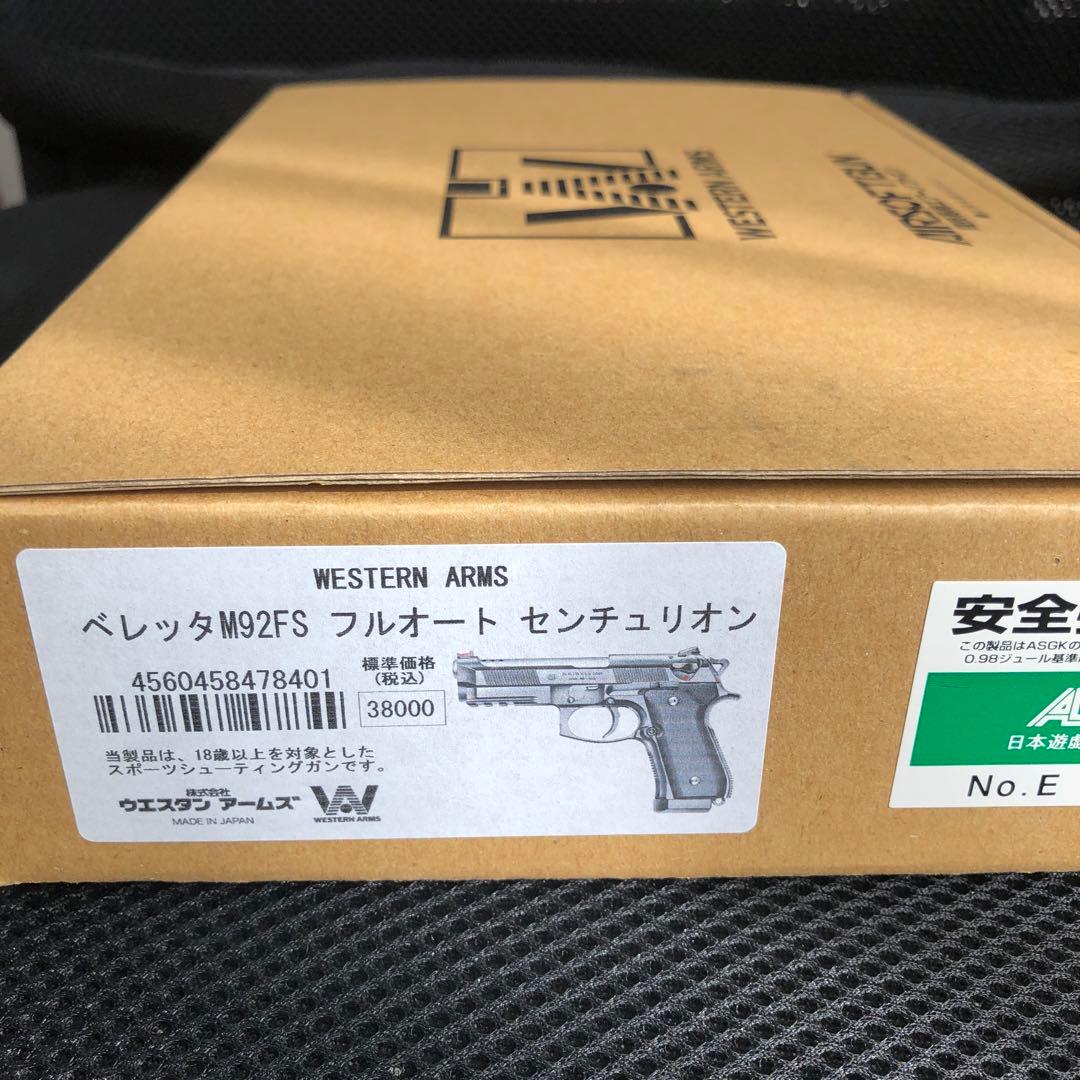 WESTERN ARMS
AIRSOFT GUN
WESTERN ARMS
ベレッタM92FS フルオート センチュリオン
4560458478401
標準価格
(税込)
38000
当製品は、18歳以上を対象とした
スポーツシューティングガンです。
株式会社
ウエスタン アームズ
MADE IN JAPAN
WESTERN ARMS
安全
この製品はASGKの
0.98ジュール基準
日本遊戯
No.E